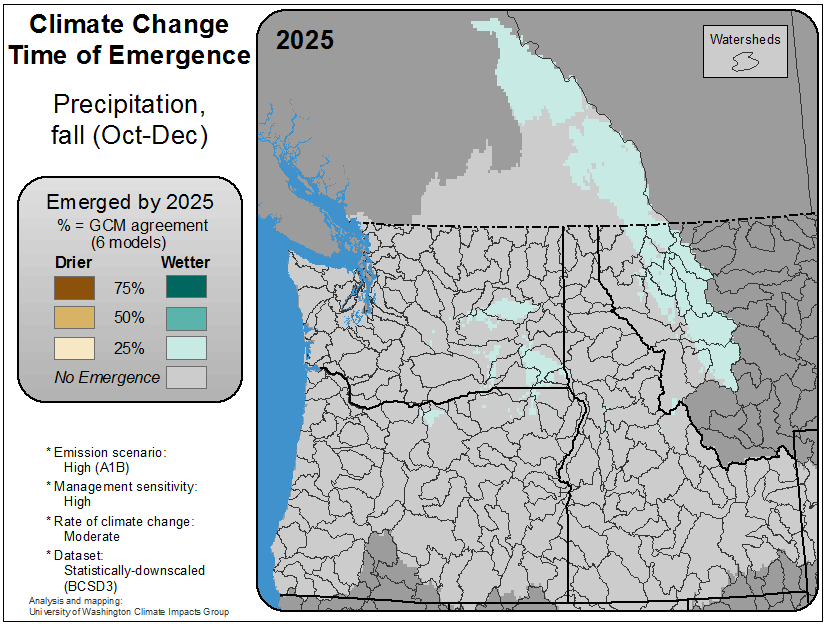 Climate Change
Time of Emergence
Precipitation,
fall (Oct-Dec)
Emerged by 2025
% = GCM agreement
(6 models)
Drier Wetter
75%
50%
25%
No Emergence
* Emission scenario:
High (A1B)
* Management sensitivity:
High
* Rate of climate change:
Moderate
* Dataset:
Statistically-downscaled
(BCSD3)
Analysis and mapping:
University of Washington Climate Impacts Group
2025
Watersheds